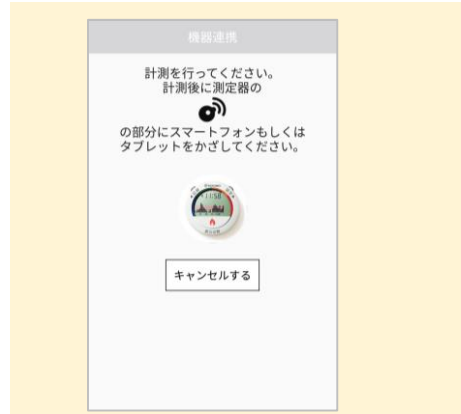 機器連携
計測を行ってください。
計測後に測定器の
の部分にスマートフォンもしくは
タブレットをかざしてください。
11:58
キャンセルする